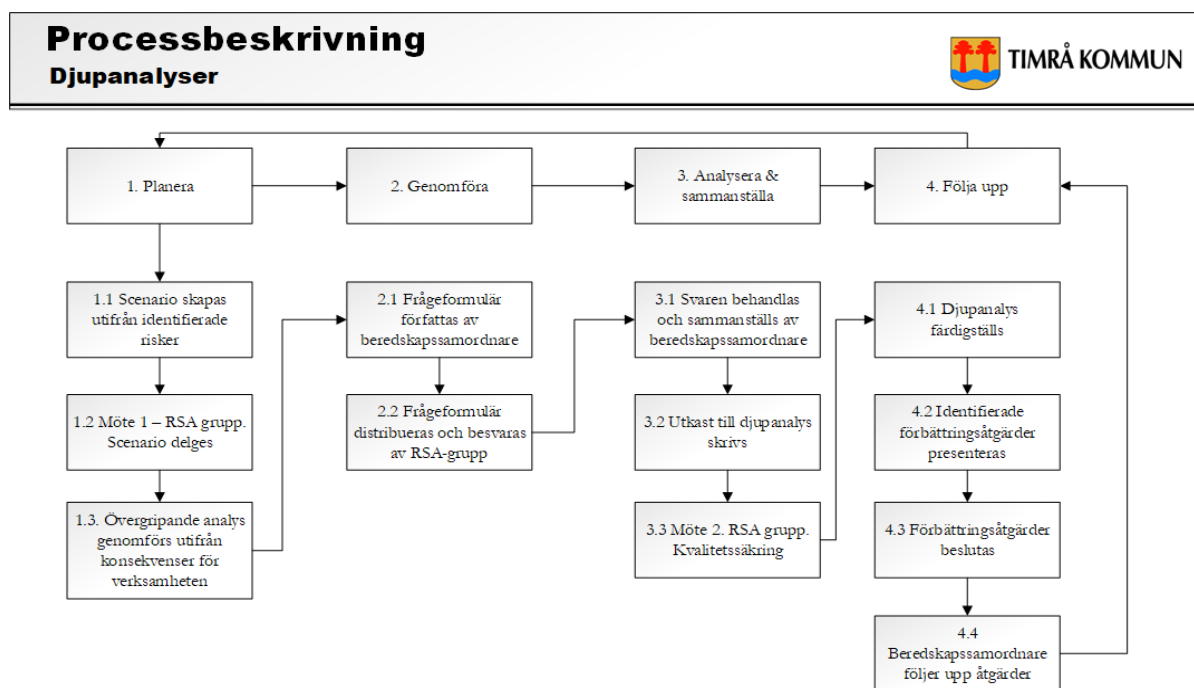 Processbeskrivning
Djupanalyser
TIMRÅ KOMMUN
1. Planera
2. Genomföra
3. Analysera &
sammanställa
4. Följa upp
1.1 Scenario skapas
utifrån identifierade
risker
1.2 Möte 1 – RSA grupp.
Scenario delges
1.3. Övergripande analys
genomförs utifrån
konsekvenser för
verksamheten
2.1 Frågeformulär
författas av
beredskapssamordnare
2.2 Frågeformulär
distribueras och besvaras
av RSA-grupp
3.1 Svaren behandlas
och sammanställs av
beredskapssamordnare
3.2 Utkast till djupanalys
skrivs
3.3 Möte 2. RSA grupp.
Kvalitetssäkring
4.1 Djupanalys
färdigställs
4.2 Identifierade
förbättringsåtgärder
presenteras
4.3 Förbättringsåtgärder
beslutas
4.4
Beredskapssamordnare
följer upp åtgärder